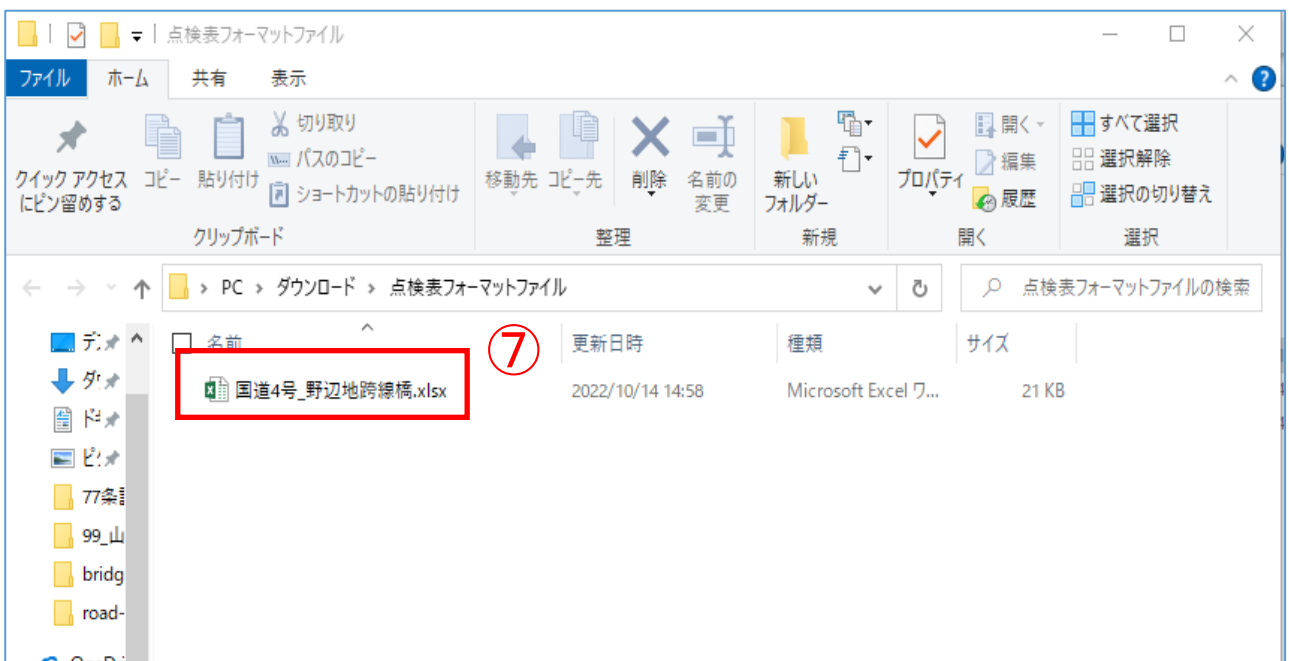 点検表フォーマットファイル
ファイル ホーム 共有 表示
クイック アクセス
にピン留めする
コピー
貼り付け
切り取り
パスのコピー
ショートカットの貼り付け
クリップボード
移動先
コピー先
削除
名前の
変更
整理
新しい
フォルダー
新規
プロパティ
開く
編集
履歴
開く
すべて選択
選択解除
選択の切り替え
選択
PC › ダウンロード › 点検表フォーマットファイル
点検表フォーマットファイルの検索
名前 更新日時 種類 サイズ
⑦
国道4号_野辺地跨線橋.xlsx 2022/10/14 14:58 Microsoft Excel ワ... 21 KB
77条
99_山
bridg
road-